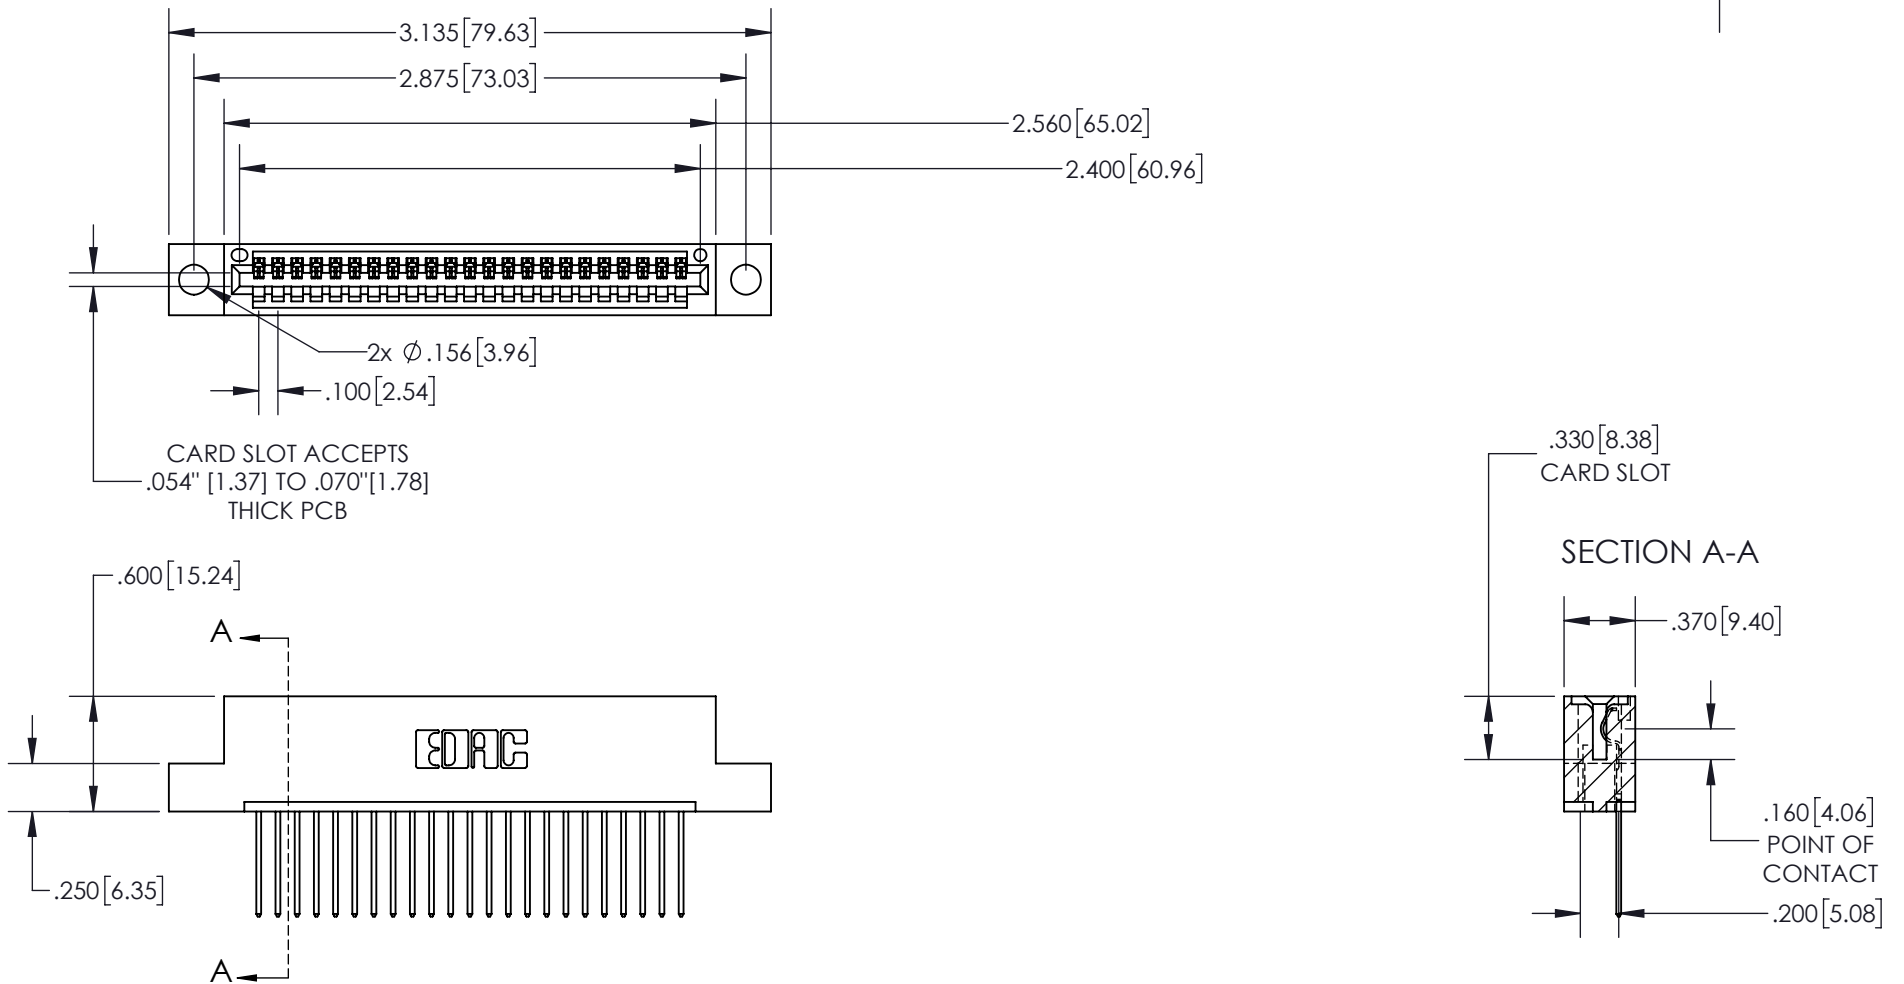 3.135[79.63]
2.875[73.03]
2.560[65.02]
2.400[60.96]
2x Ø.156[3.96]
.100[2.54]
CARD SLOT ACCEPTS
.054" [1.37] TO .070"[1.78]
THICK PCB
.330[8.38]
CARD SLOT
SECTION A-A
.600[15.24]
.370[9.40]
A
EDAC
.250[6.35]
.160[4.06]
POINT OF
CONTACT
.200[5.08]
A